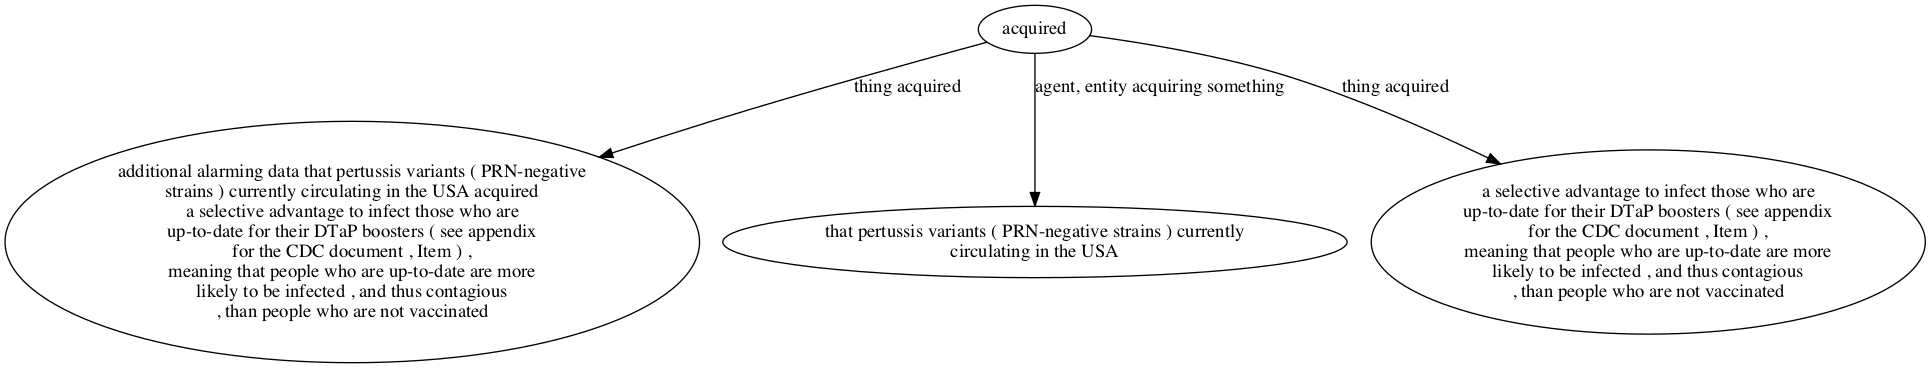 acquired
thing acquired
agent, entity acquiring something
thing acquired
additional alarming data that pertussis variants ( PRN-negative
strains ) currently circulating in the USA acquired
a selective advantage to infect those who are
up-to-date for their DTaP boosters ( see appendix
for the CDC document , Item ) ,
meaning that people who are up-to-date are more
likely to be infected , and thus contagious
, than people who are not vaccinated
that pertussis variants ( PRN-negative strains ) currently
circulating in the USA
a selective advantage to infect those who are
up-to-date for their DTaP boosters ( see appendix
for the CDC document , Item ) ,
meaning that people who are up-to-date are more
likely to be infected , and thus contagious
, than people who are not vaccinated